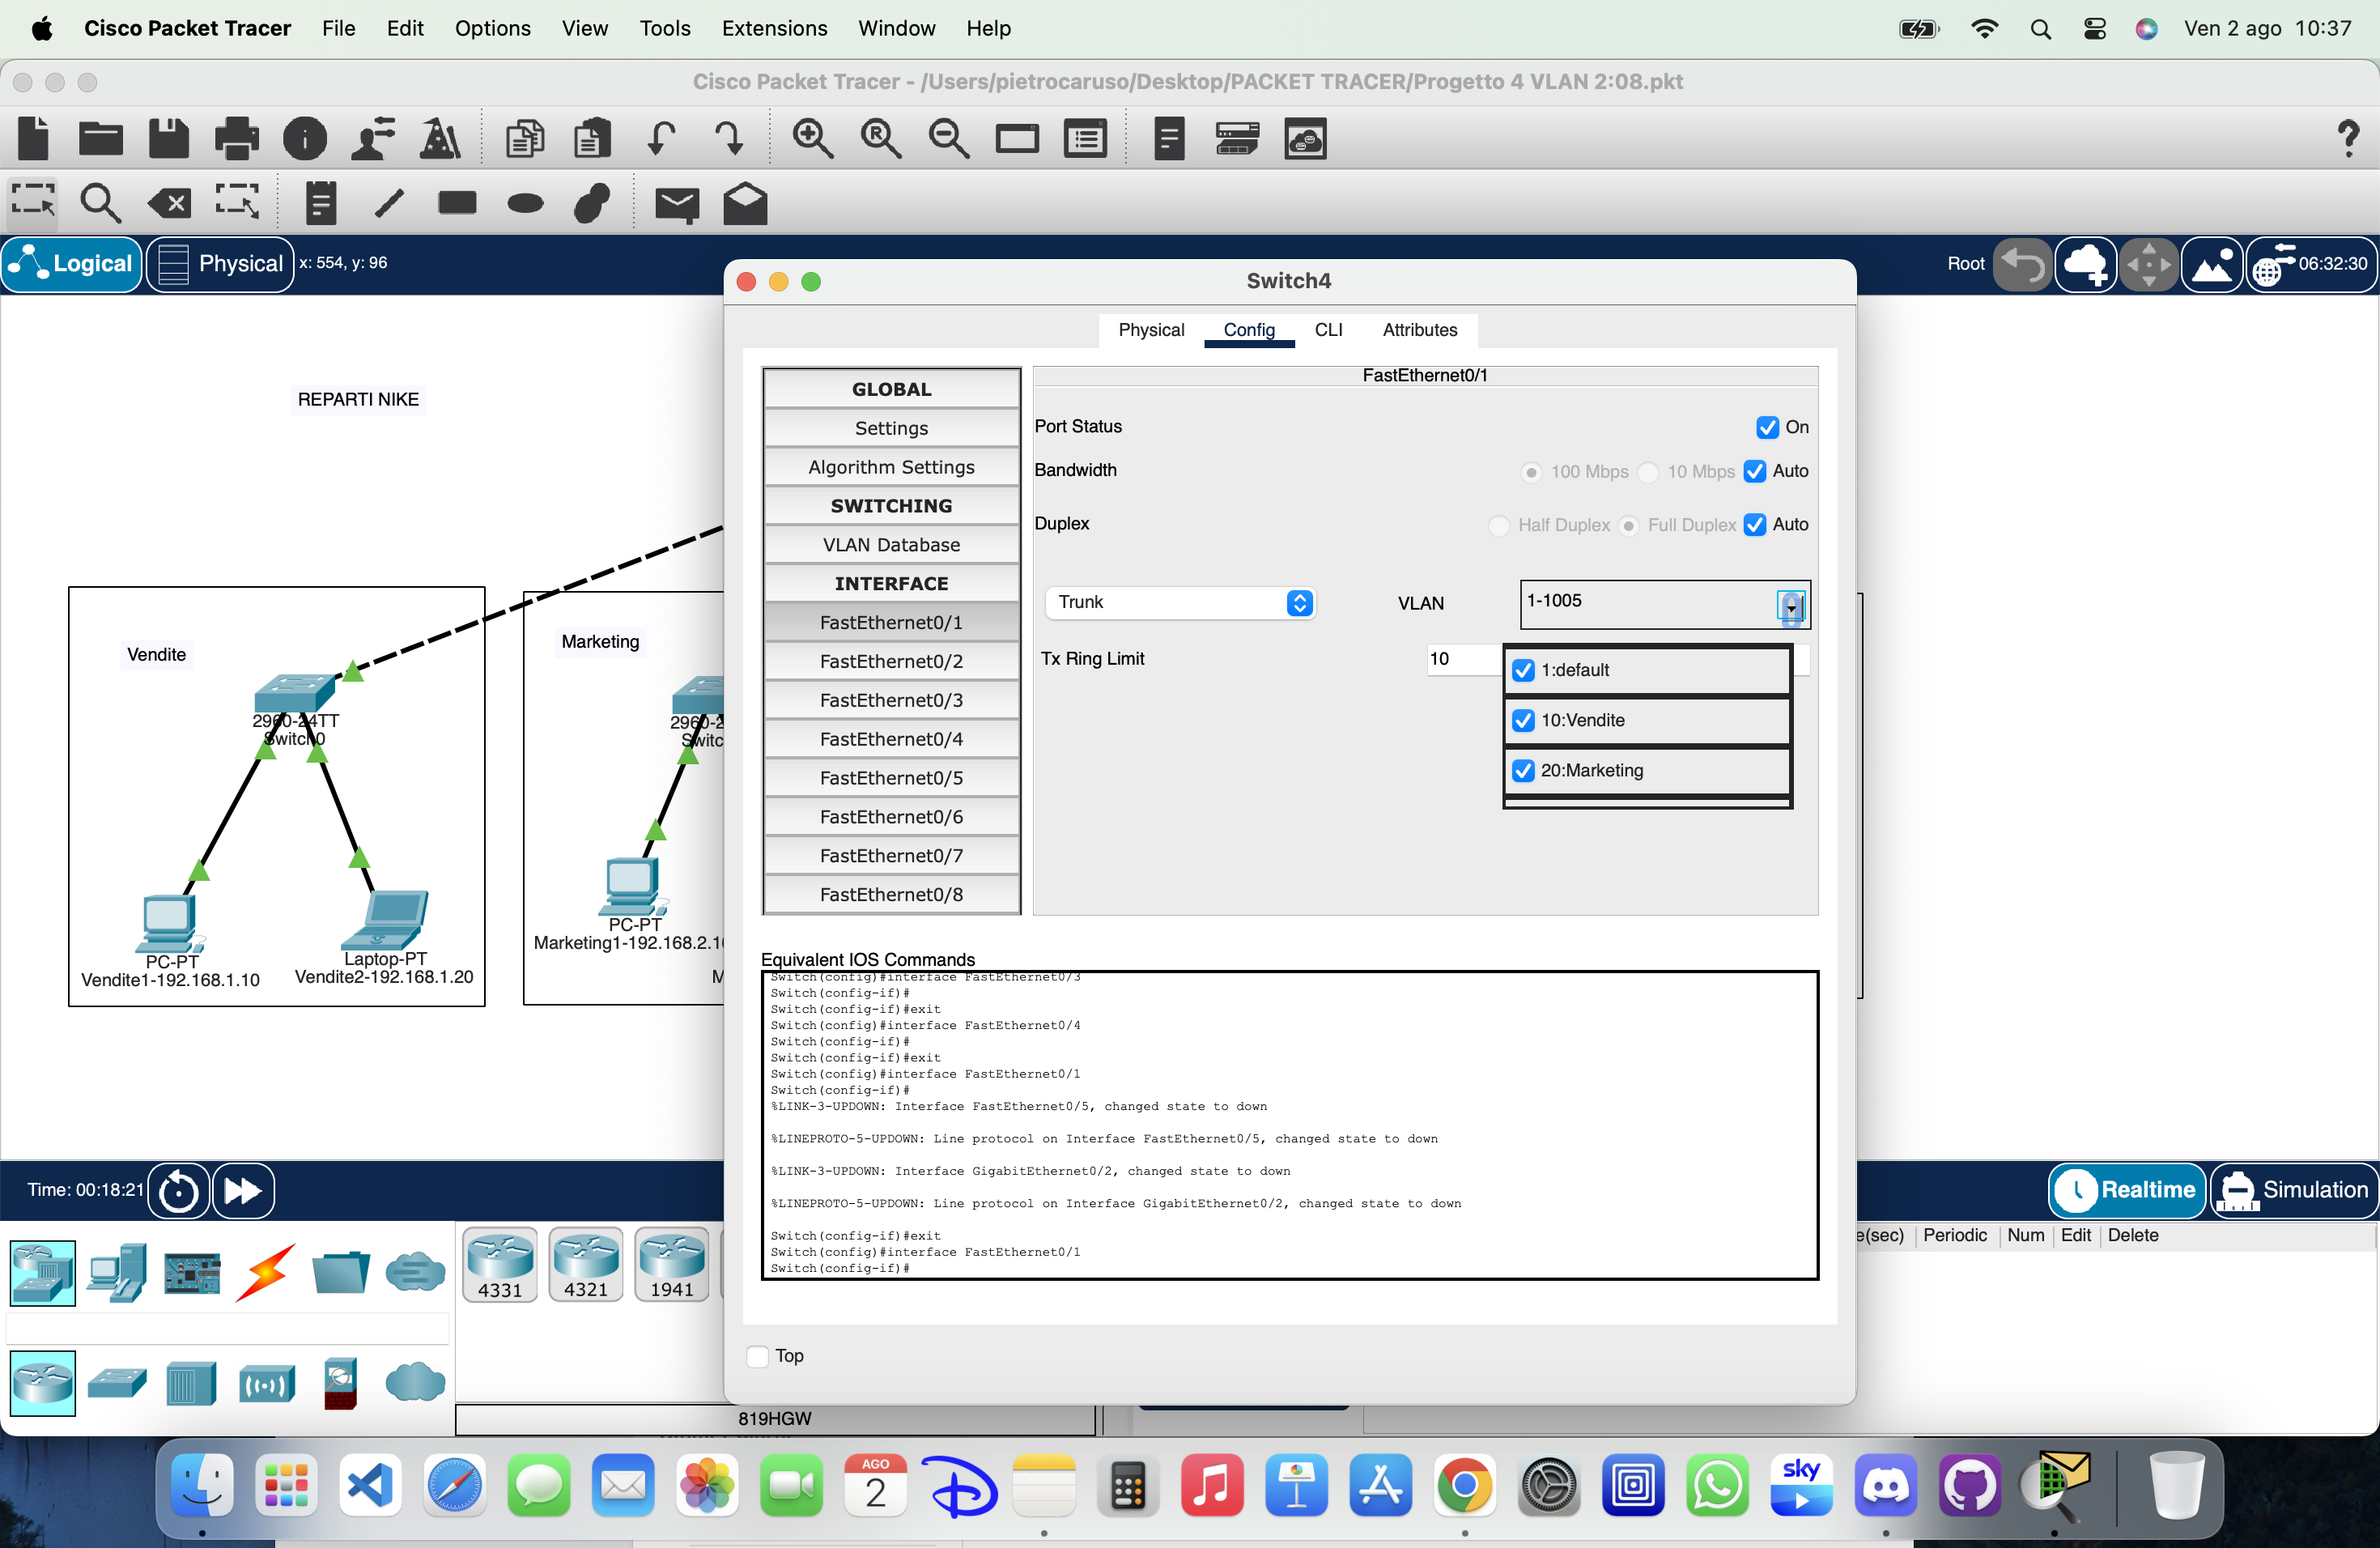 Cisco Packet Tracer File Edit Options View Tools Extensions Window Help Ven 2 ago 10:37
Cisco Packet Tracer - /Users/pietrocaruso/Desktop/PACKET TRACER/Progetto 4 VLAN 2:08.pkt
Logical Physical x: 554, y: 96 Root 06:32:30
REPARTI NIKE
Vendite
2960-24TT
Switch0
PC-PT
Vendite1-192.168.1.10
Laptop-PT
Vendite2-192.168.1.20
Marketing
2960-2
Switc
PC-PT
Marketing1-192.168.2.1
M
Switch4
Physical Config CLI Attributes
GLOBAL
Settings
Algorithm Settings
SWITCHING
VLAN Database
INTERFACE
FastEthernet0/1
FastEthernet0/2
FastEthernet0/3
FastEthernet0/4
FastEthernet0/5
FastEthernet0/6
FastEthernet0/7
FastEthernet0/8
FastEthernet0/1
Port Status On
Bandwidth 100 Mbps 10 Mbps Auto
Duplex Half Duplex Full Duplex Auto
Trunk VLAN 1-1005
Tx Ring Limit 10
1:default
10:Vendite
20:Marketing
Equivalent IOS Commands
Switch(config)#interface FastEthernet0/3
Switch(config-if)#
Switch(config-if)#exit
Switch(config)#interface FastEthernet0/4
Switch(config-if)#
Switch(config-if)#exit
Switch(config)#interface FastEthernet0/1
Switch(config-if)#
%LINK-3-UPDOWN: Interface FastEthernet0/5, changed state to down
%LINEPROTO-5-UPDOWN: Line protocol on Interface FastEthernet0/5, changed state to down
%LINK-3-UPDOWN: Interface GigabitEthernet0/2, changed state to down
%LINEPROTO-5-UPDOWN: Line protocol on Interface GigabitEthernet0/2, changed state to down
Switch(config-if)#exit
Switch(config)#interface FastEthernet0/1
Switch(config-if)#
Top
Time: 00:18:21
Realtime Simulation
4331 4321 1941
e(sec) Periodic Num Edit Delete
819HGW
AGO
2
sky